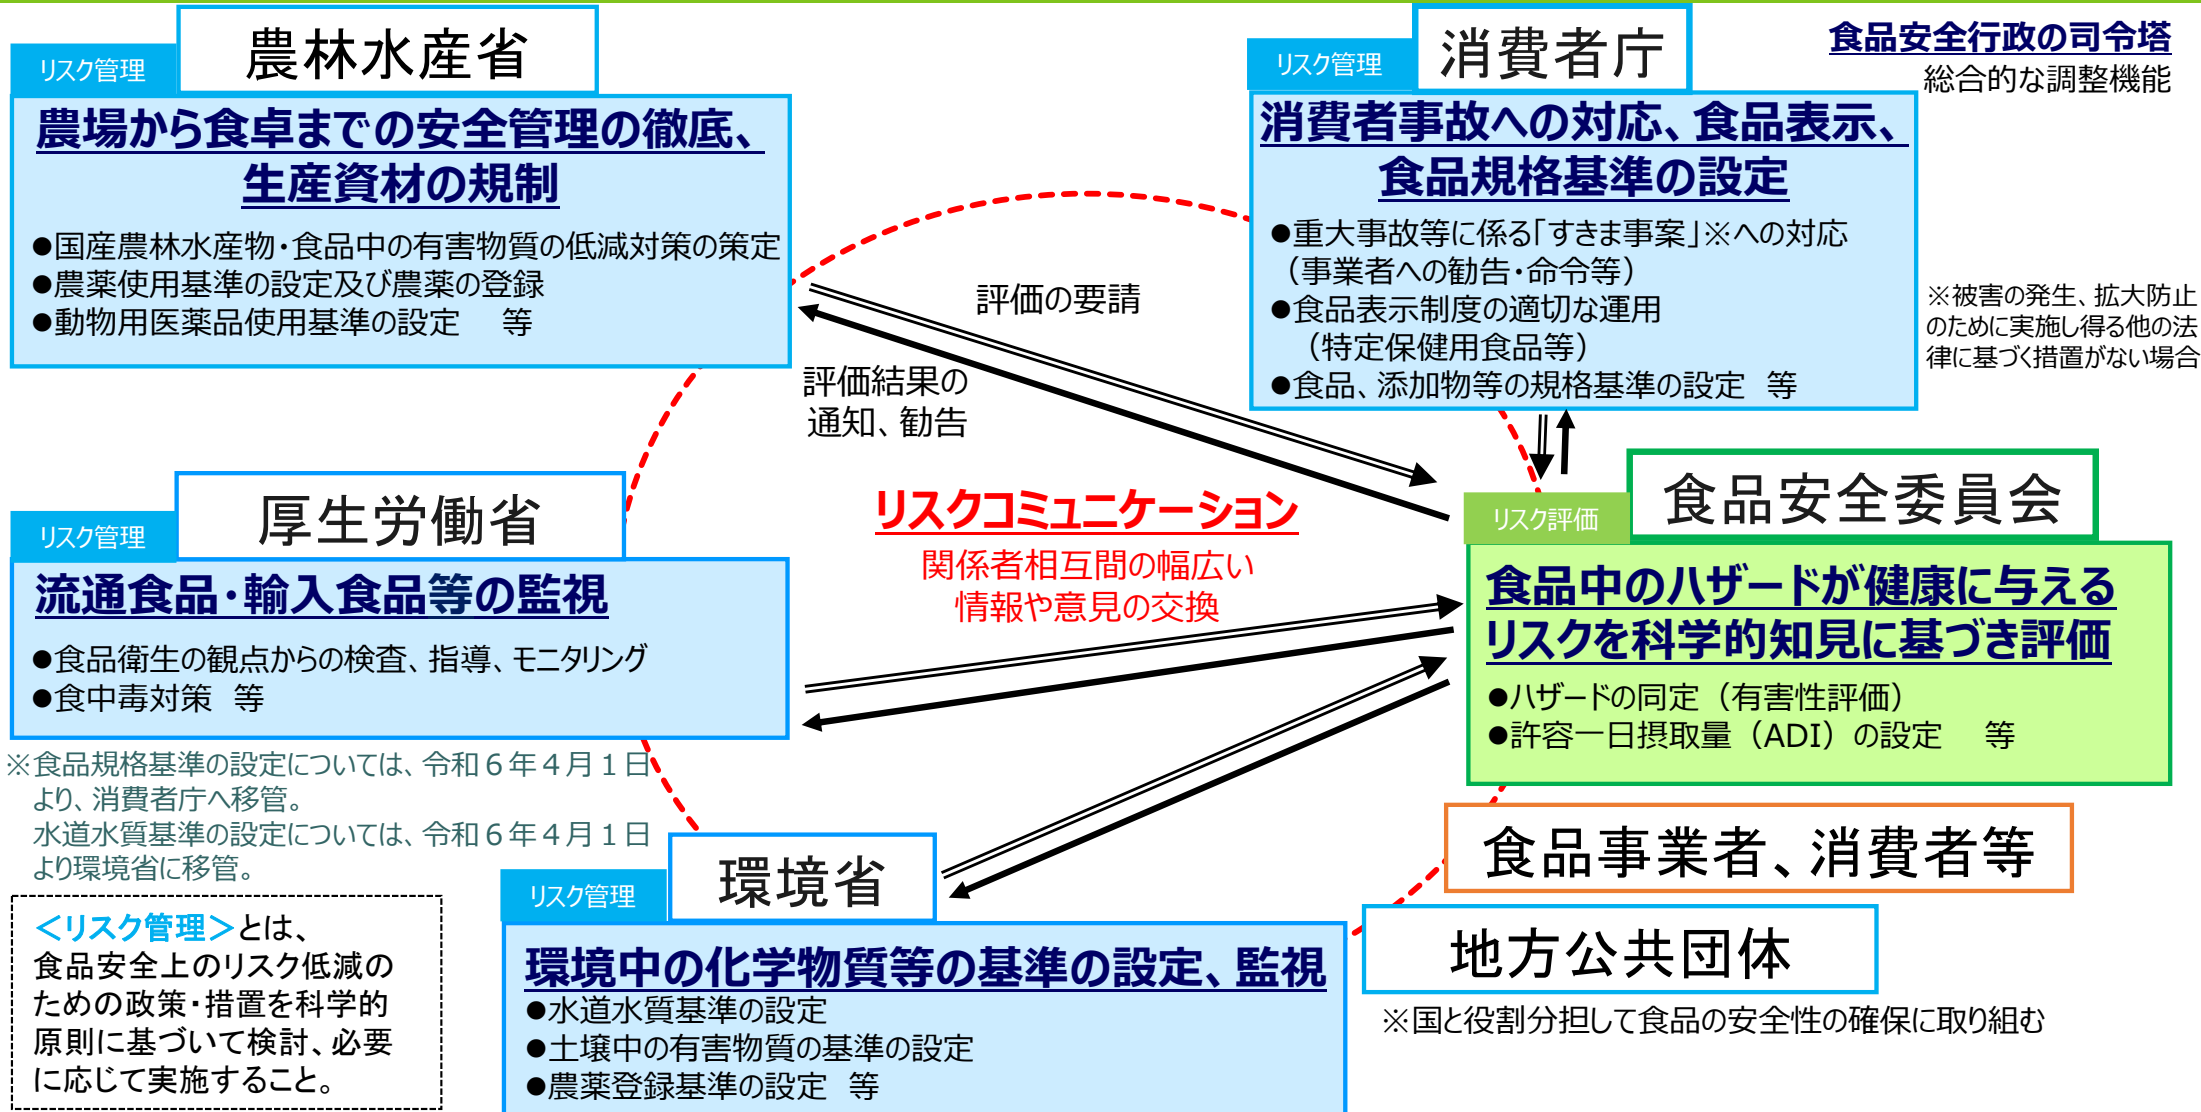 農林水産省
リスク管理
農場から食卓までの安全管理の徹底、
生産資材の規制
●国産農林水産物・食品中の有害物質の低減対策の策定
●農薬使用基準の設定及び農薬の登録
●動物用医薬品使用基準の設定　等
消費者庁
リスク管理
消費者事故への対応、食品表示、
食品規格基準の設定
●重大事故等に係る「すきま事案」※への対応
（事業者への勧告・命令等）
●食品表示制度の適切な運用
（特定保健用食品等）
●食品、添加物等の規格基準の設定　等
食品安全行政の司令塔
総合的な調整機能
※被害の発生、拡大防止
のために実施し得る他の法
律に基づく措置がない場合
評価の要請
評価結果の
通知、勧告
リスクコミュニケーション
関係者相互間の幅広い
情報や意見の交換
厚生労働省
リスク管理
流通食品・輸入食品等の監視
●食品衛生の観点からの検査、指導、モニタリング
●食中毒対策　等
※食品規格基準の設定については、令和６年４月１日
より、消費者庁へ移管。
水道水質基準の設定については、令和６年４月１日
より環境省に移管。
食品安全委員会
リスク評価
食品中のハザードが健康に与える
リスクを科学的知見に基づき評価
●ハザードの同定（有害性評価）
●許容一日摂取量（ADI）の設定　等
食品事業者、消費者等
地方公共団体
※国と役割分担して食品の安全性の確保に取り組む
環境省
リスク管理
環境中の化学物質等の基準の設定、監視
●水道水質基準の設定
●土壌中の有害物質の基準の設定
●農薬登録基準の設定　等
＜リスク管理＞とは、
食品安全上のリスク低減の
ための政策・措置を科学的
原則に基づいて検討、必要
に応じて実施すること。